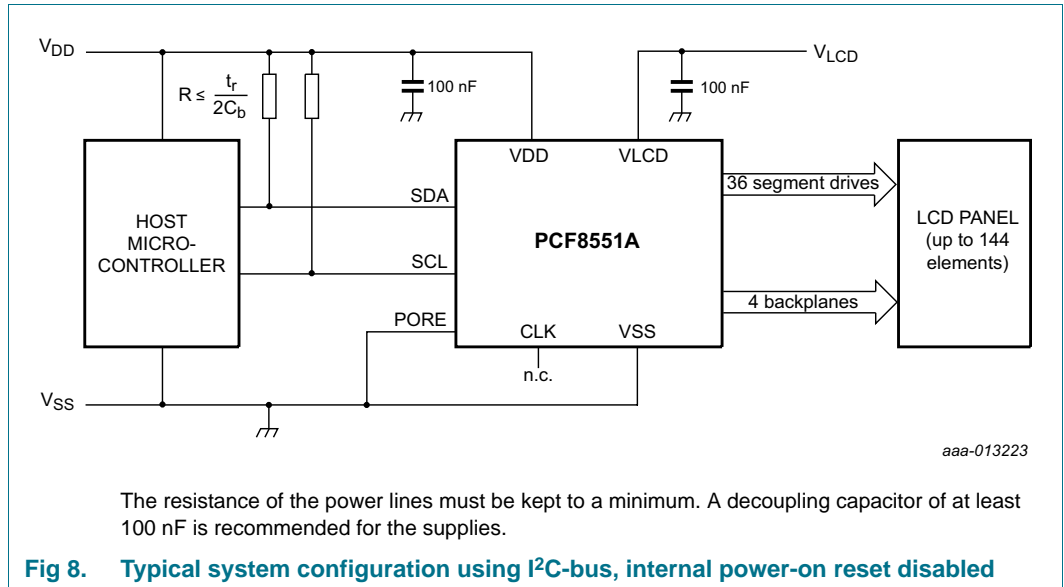 VDD
VLCD
R ≤ tr
2Cb
100 nF
100 nF
VDD
VLCD
36 segment drives
SDA
HOST
MICRO-
CONTROLLER
PCF8551A
LCD PANEL
(up to 144
elements)
SCL
4 backplanes
PORE
CLK
VSS
n.c.
VSS
aaa-013223
The resistance of the power lines must be kept to a minimum. A decoupling capacitor of at least
100 nF is recommended for the supplies.
Fig 8. Typical system configuration using I²C-bus, internal power-on reset disabled